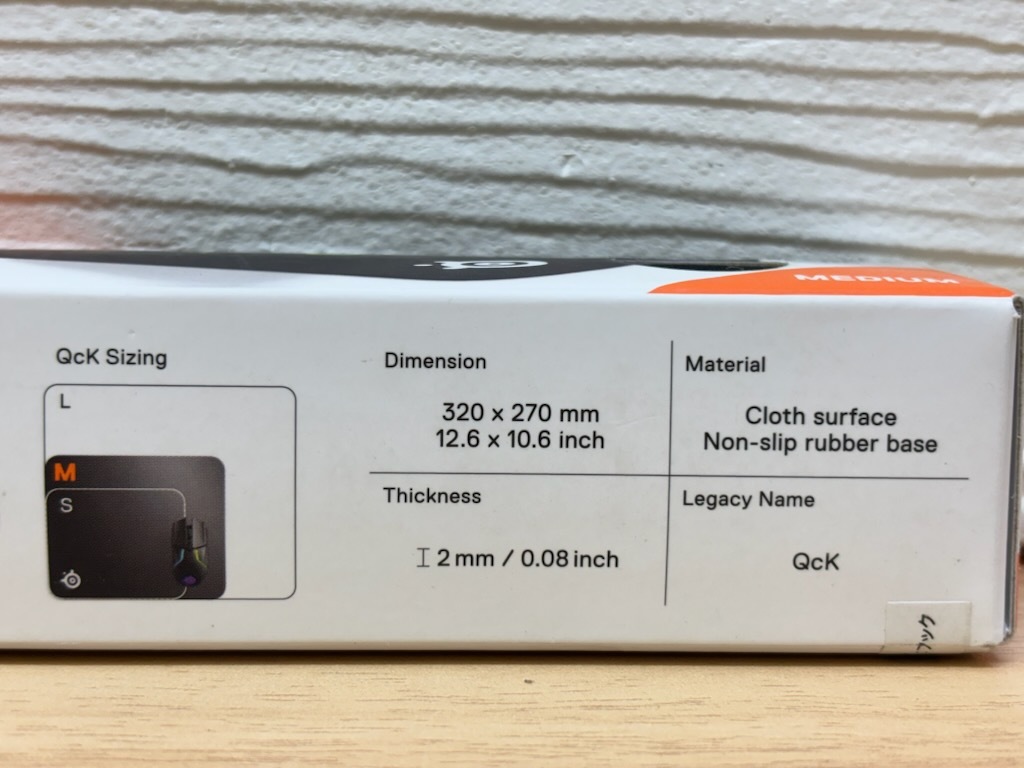 MEDIUM
QcK Sizing
L
M
S
Dimension
320 x 270 mm
12.6 x 10.6 inch
Material
Cloth surface
Non-slip rubber base
Thickness
2 mm / 0.08 inch
Legacy Name
QcK